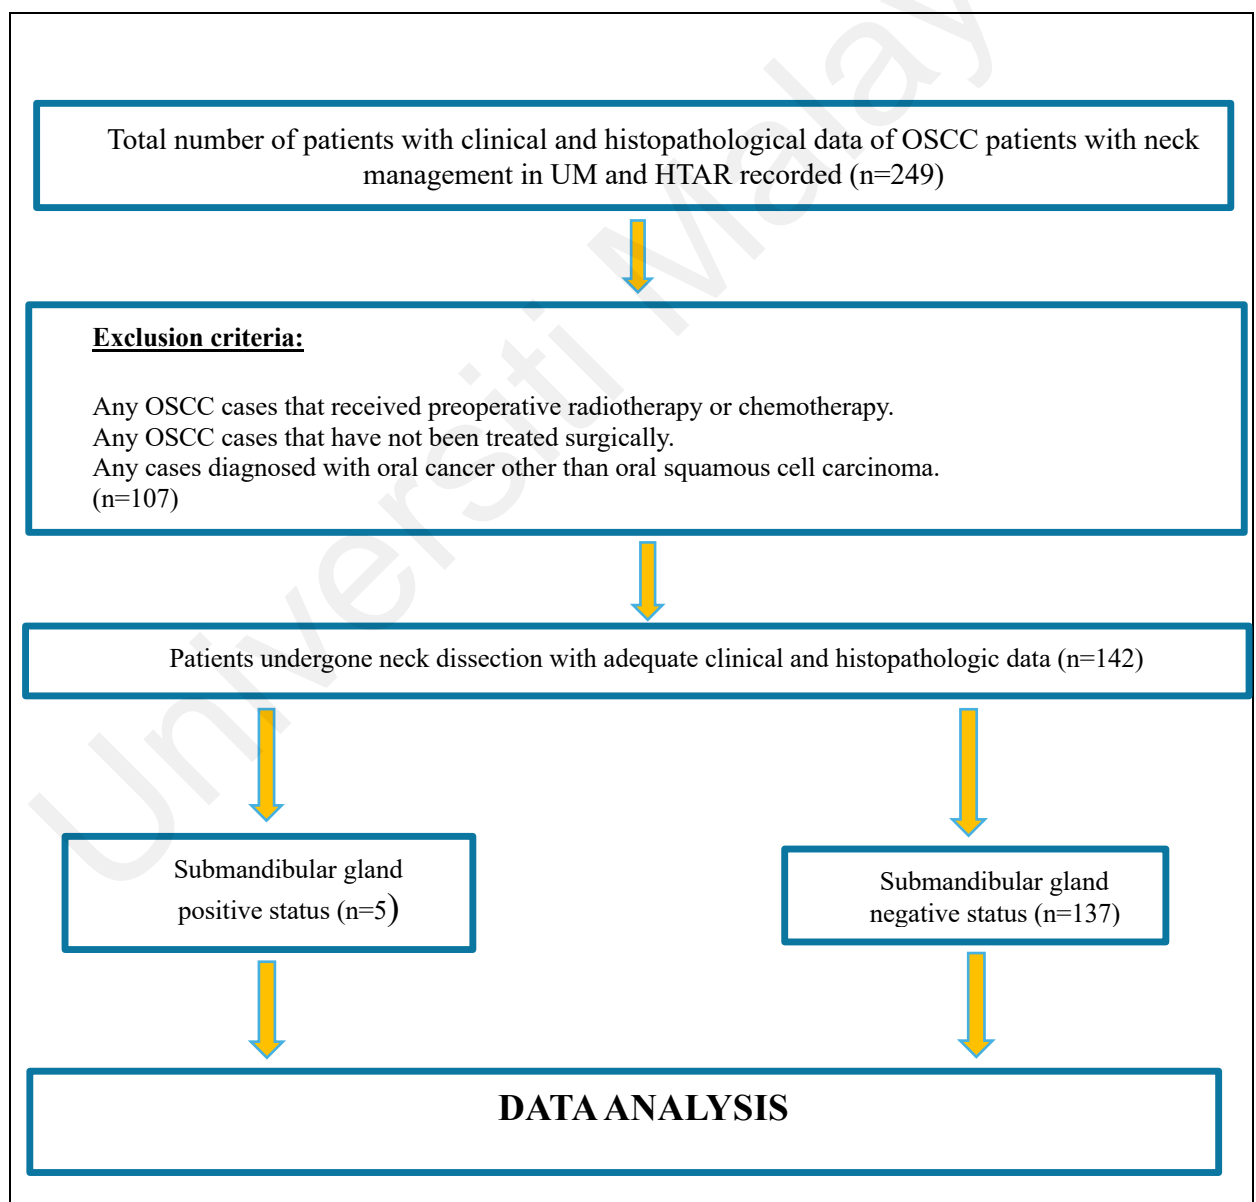 Total number of patients with clinical and histopathological data of OSCC patients with neck
management in UM and HTAR recorded (n=249)
Exclusion criteria:
Any OSCC cases that received preoperative radiotherapy or chemotherapy.
Any OSCC cases that have not been treated surgically.
Any cases diagnosed with oral cancer other than oral squamous cell carcinoma.
(n=107)
Patients undergone neck dissection with adequate clinical and histopathologic data (n=142)
Submandibular gland
positive status (n=5)
Submandibular gland
negative status (n=137)
DATA ANALYSIS
Universiti Malay